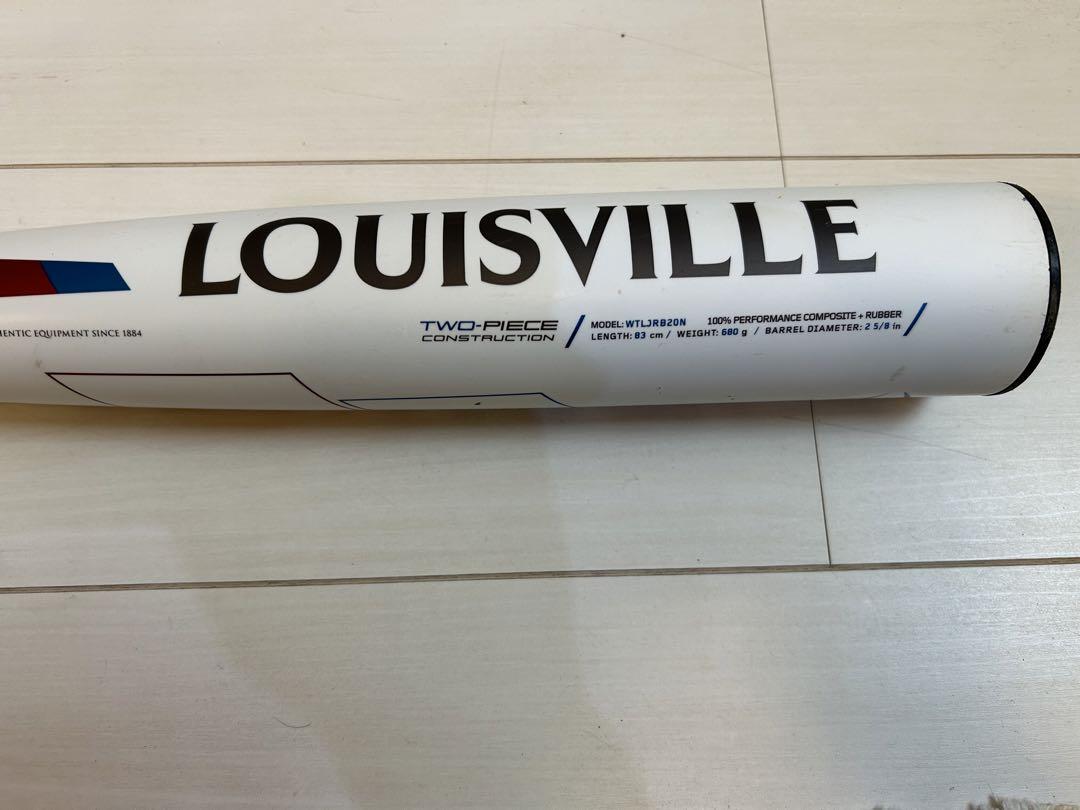 LOUISVILLE
EQUIPMENT SINCE 1884
TWO-PIECE
CONSTRUCTION
MODEL: WTLJRB20N 100% PERFORMANCE COMPOSITE + RUBBER
LENGTH: 83 cm / WEIGHT: 680 g / BARREL DIAMETER: 2 5/8 in